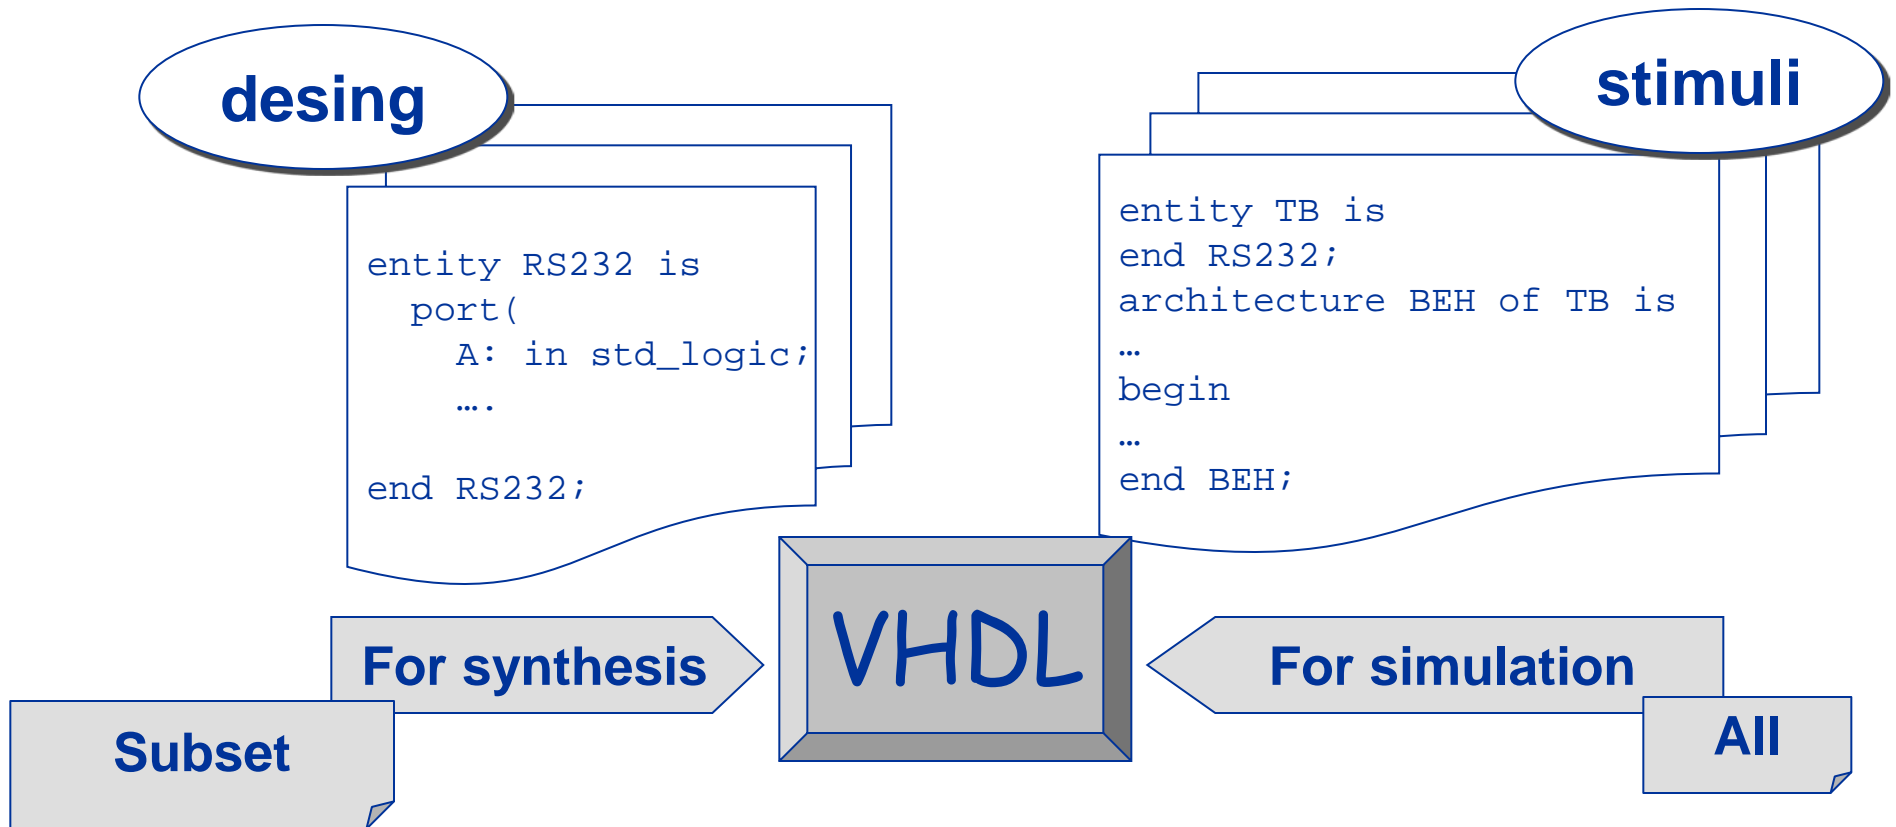 desing
entity RS232 is
port(
A: in std_logic;
….
end RS232;
stimuli
entity TB is
end RS232;
architecture BEH of TB is
…
begin
…
end BEH;
VHDL
For synthesis
Subset
For simulation
All